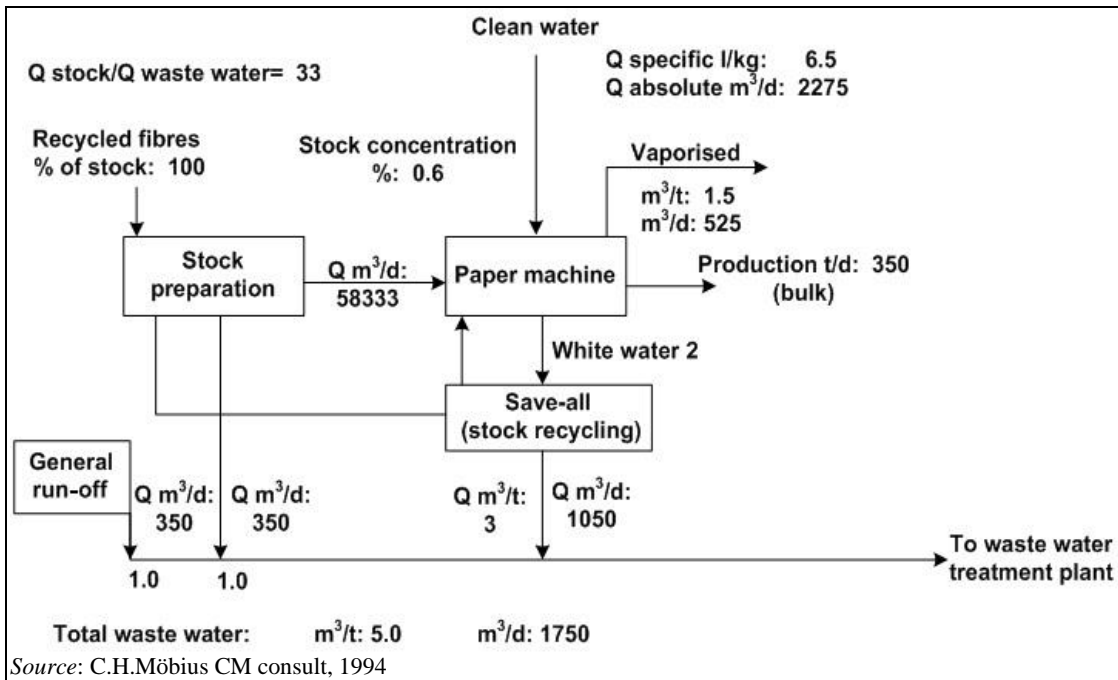 Clean water
Q stock/Q waste water= 33
Q specific l/kg: 6.5
Q absolute m³/d: 2275
Recycled fibres
% of stock: 100
Stock concentration
%: 0.6
Vaporised
m³/t: 1.5
m³/d: 525
Stock
preparation
Q m³/d:
58333
Paper machine
Production t/d: 350
(bulk)
White water 2
Save-all
(stock recycling)
General
run-off
Q m³/d:
350
Q m³/d:
350
Q m³/t:
3
Q m³/d:
1050
1.0
1.0
To waste water
treatment plant
Total waste water: m³/t: 5.0 m³/d: 1750
Source: C.H.Möbius CM consult, 1994